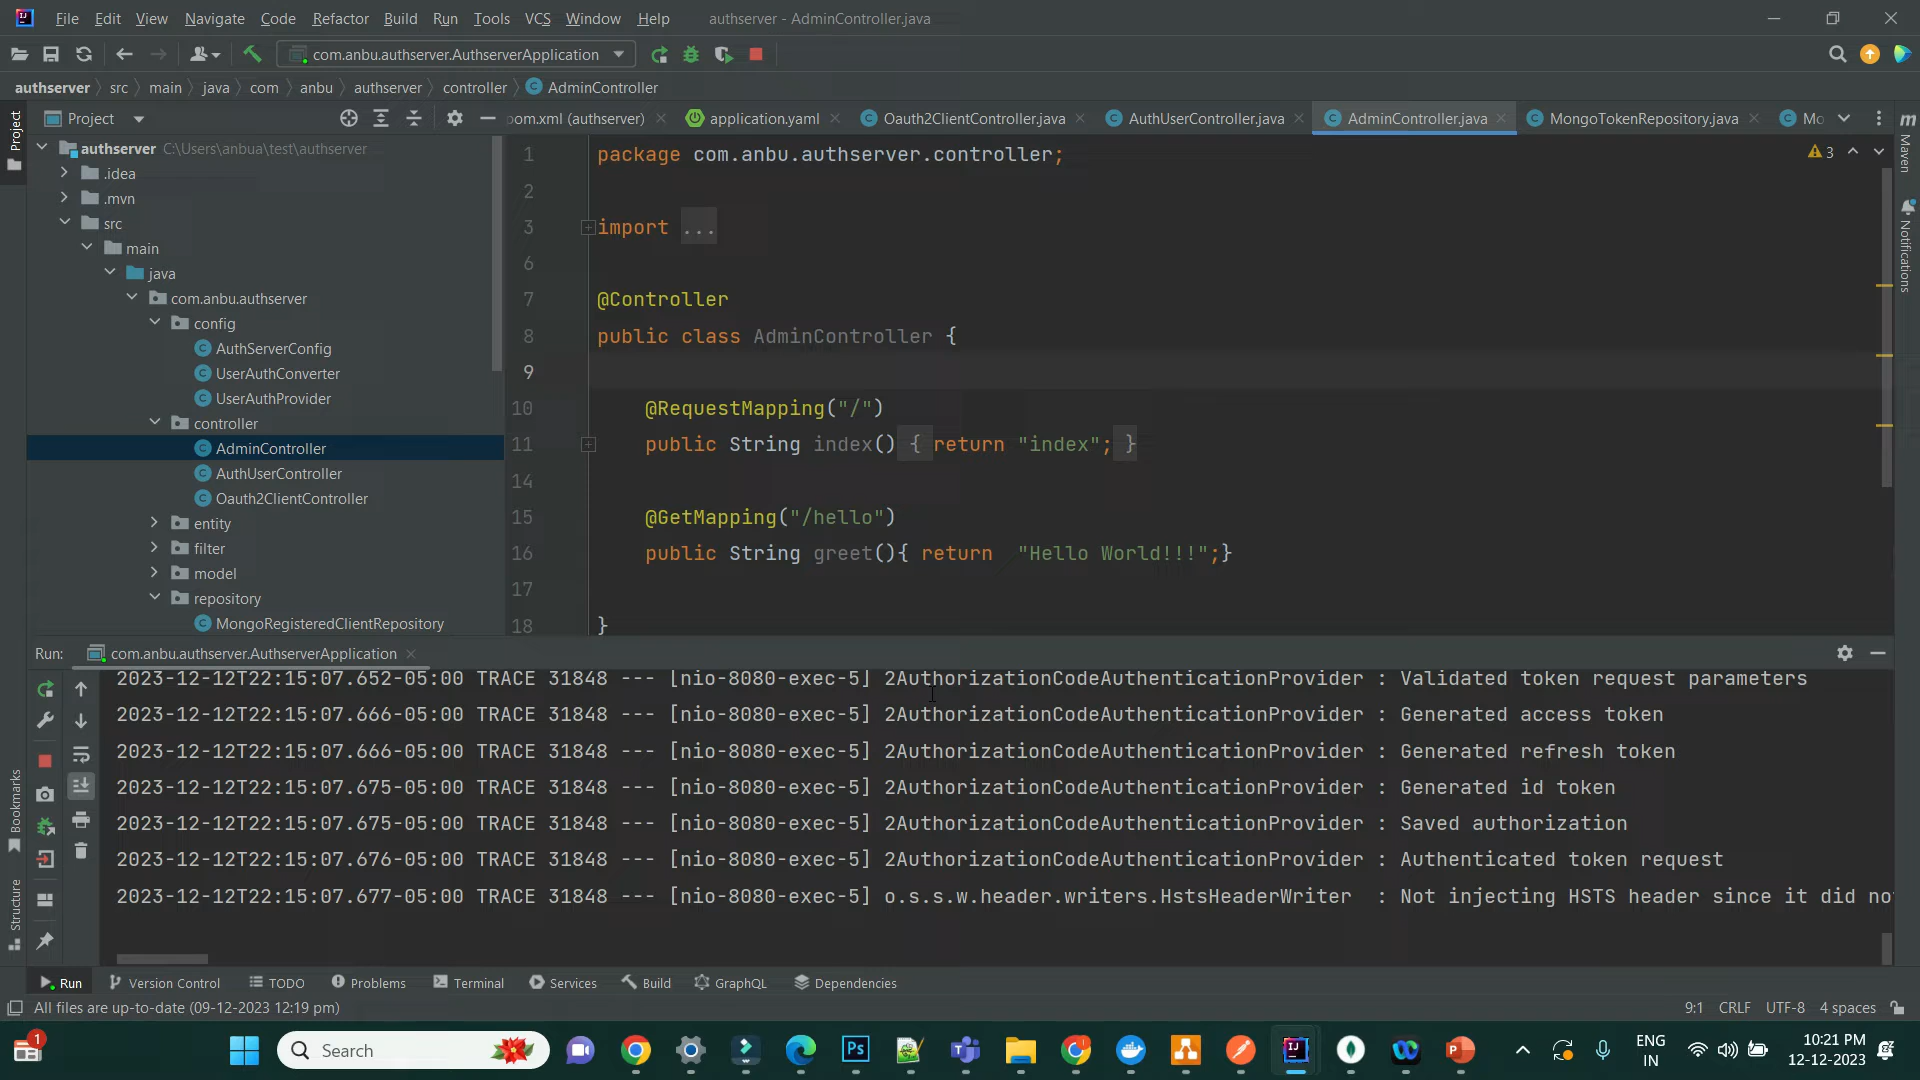 File Edit View Navigate Code Refactor Build Run Tools VCS Window Help authserver - AdminController.java
com.anbu.authserver.AuthserverApplication
authserver src main java com anbu authserver controller AdminController
Project
Project
pom.xml (authserver) application.yaml Oauth2ClientController.java AuthUserController.java AdminController.java MongoTokenRepository.java Mo
Maven
Notifications
authserver C:\Users\anbua\test\authserver
.idea
.mvn
src
main
java
com.anbu.authserver
config
AuthServerConfig
UserAuthConverter
UserAuthProvider
controller
AdminController
AuthUserController
Oauth2ClientController
entity
filter
model
repository
MongoRegisteredClientRepository
3
1 package com.anbu.authserver.controller;
2
3 import ...
6
7 @Controller
8 public class AdminController {
9
10 @RequestMapping("/")
11 public String index() { return "index"; }
14
15 @GetMapping("/hello")
16 public String greet(){ return  "Hello World!!!";}
17
18 }
Run: com.anbu.authserver.AuthserverApplication
2023-12-12T22:15:07.652-05:00 TRACE 31848 --- [nio-8080-exec-5] 2AuthorizationCodeAuthenticationProvider : Validated token request parameters
2023-12-12T22:15:07.666-05:00 TRACE 31848 --- [nio-8080-exec-5] 2AuthorizationCodeAuthenticationProvider : Generated access token
2023-12-12T22:15:07.666-05:00 TRACE 31848 --- [nio-8080-exec-5] 2AuthorizationCodeAuthenticationProvider : Generated refresh token
2023-12-12T22:15:07.675-05:00 TRACE 31848 --- [nio-8080-exec-5] 2AuthorizationCodeAuthenticationProvider : Generated id token
2023-12-12T22:15:07.675-05:00 TRACE 31848 --- [nio-8080-exec-5] 2AuthorizationCodeAuthenticationProvider : Saved authorization
2023-12-12T22:15:07.676-05:00 TRACE 31848 --- [nio-8080-exec-5] 2AuthorizationCodeAuthenticationProvider : Authenticated token request
2023-12-12T22:15:07.677-05:00 TRACE 31848 --- [nio-8080-exec-5] o.s.s.w.header.writers.HstsHeaderWriter : Not injecting HSTS header since it did no
Bookmarks
Structure
Run Version Control TODO Problems Terminal Services Build GraphQL Dependencies
All files are up-to-date (09-12-2023 12:19 pm) 9:1 CRLF UTF-8 4 spaces
1
Search
Ps
ENG
IN
10:21 PM
12-12-2023